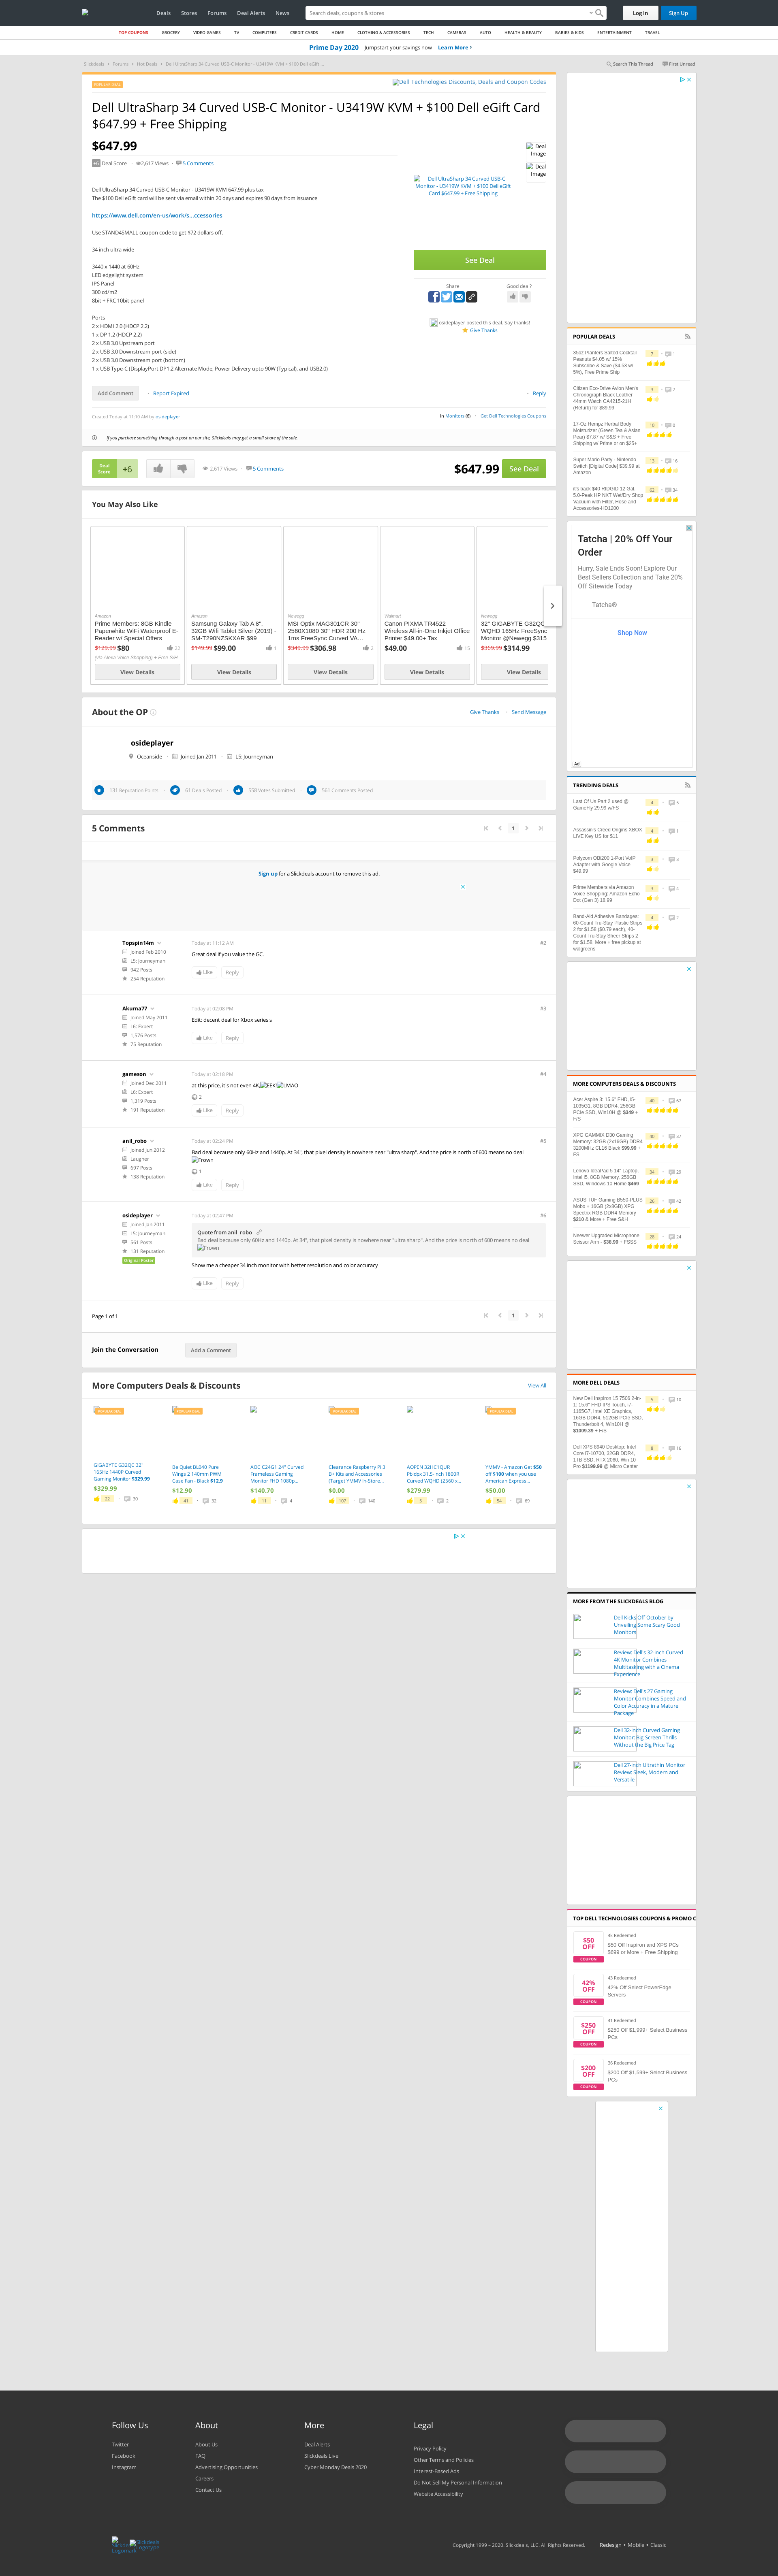 Deals Stores Forums Deal Alerts News Search deals, coupons & stores Log In Sign Up
TOP COUPONS GROCERY VIDEO GAMES TV COMPUTERS CREDIT CARDS HOME CLOTHING & ACCESSORIES TECH CAMERAS AUTO HEALTH & BEAUTY BABIES & KIDS ENTERTAINMENT TRAVEL
Prime Day 2020 Jumpstart your savings now Learn More
Slickdeals Forums Hot Deals Dell UltraSharp 34 Curved USB-C Monitor - U3419W KVM + $100 Dell eGift ...
Search This Thread First Unread
POPULAR DEAL
Dell Technologies Discounts, Deals and Coupon Codes
Dell UltraSharp 34 Curved USB-C Monitor - U3419W KVM + $100 Dell eGift Card
$647.99 + Free Shipping
$647.99
+6 Deal Score 2,617 Views 5 Comments
Dell UltraSharp 34 Curved USB-C Monitor - U3419W KVM 647.99 plus tax
The $100 Dell eGift card will be sent via email within 20 days and expires 90 days from issuance
https://www.dell.com/en-us/work/s...ccessories
Use STAND4SMALL coupon code to get $72 dollars off.
34 inch ultra wide
3440 x 1440 at 60Hz
LED edgelight system
IPS Panel
300 cd/m2
8bit + FRC 10bit panel
Ports
2 x HDMI 2.0 (HDCP 2.2)
1 x DP 1.2 (HDCP 2.2)
2 x USB 3.0 Upstream port
2 x USB 3.0 Downstream port (side)
2 x USB 3.0 Downstream port (bottom)
1 x USB Type-C (DisplayPort DP1.2 Alternate Mode, Power Delivery upto 90W (Typical), and USB2.0)
Deal
Image
Deal
Image
Dell UltraSharp 34 Curved USB-C
Monitor - U3419W KVM + $100 Dell eGift
Card $647.99 + Free Shipping
See Deal
Share Good deal?
osideplayer posted this deal. Say thanks!
Give Thanks
Add Comment Report Expired Reply
Created Today at 11:10 AM by osideplayer
in Monitors (6) Get Dell Technologies Coupons
If you purchase something through a post on our site, Slickdeals may get a small share of the sale.
Deal
Score +6 2,617 Views 5 Comments $647.99 See Deal
You May Also Like
Amazon
Prime Members: 8GB Kindle
Paperwhite WiFi Waterproof E-
Reader w/ Special Offers
$129.99 $80 22
(via Alexa Voice Shopping) + Free S/H
View Details
Amazon
Samsung Galaxy Tab A 8",
32GB Wifi Tablet Silver (2019) -
SM-T290NZSKXAR $99
$149.99 $99.00 1
View Details
Newegg
MSI Optix MAG301CR 30"
2560X1080 30" HDR 200 Hz
1ms FreeSync Curved VA...
$349.99 $306.98 2
View Details
Walmart
Canon PIXMA TR4522
Wireless All-in-One Inkjet Office
Printer $49.00+ Tax
$49.00 15
View Details
Newegg
32" GIGABYTE G32QC
WQHD 165Hz FreeSync
Monitor @Newegg $315
$369.99 $314.99
View Details
About the OP Give Thanks Send Message
osideplayer
Oceanside Joined Jan 2011 L5: Journeyman
131 Reputation Points 61 Deals Posted 558 Votes Submitted 561 Comments Posted
5 Comments 1
Sign up for a Slickdeals account to remove this ad.
Topspin14m Today at 11:12 AM #2
Joined Feb 2010
L5: Journeyman
942 Posts
254 Reputation
Great deal if you value the GC.
Like Reply
Akuma77 Today at 02:08 PM #3
Joined May 2011
L6: Expert
1,576 Posts
75 Reputation
Edit: decent deal for Xbox series s
Like Reply
gameson Today at 02:18 PM #4
Joined Dec 2011
L6: Expert
1,319 Posts
191 Reputation
at this price, it's not even 4K EEK! LMAO
2
Like Reply
anil_robo Today at 02:24 PM #5
Joined Jun 2012
Laugher
697 Posts
138 Reputation
Bad deal because only 60Hz and 1440p. At 34", that pixel density is nowhere near "ultra sharp". And the price is north of 600 means no deal
Frown
1
Like Reply
osideplayer Today at 02:47 PM #6
Joined Jan 2011
L5: Journeyman
561 Posts
131 Reputation
Original Poster
Quote from anil_robo
Bad deal because only 60Hz and 1440p. At 34", that pixel density is nowhere near "ultra sharp". And the price is north of 600 means no deal
Frown
Show me a cheaper 34 inch monitor with better resolution and color accuracy
Like Reply
Page 1 of 1 1
Join the Conversation Add a Comment
More Computers Deals & Discounts View All
POPULAR DEAL
GIGABYTE G32QC 32"
165Hz 1440P Curved
Gaming Monitor $329.99
$329.99
22 30
POPULAR DEAL
Be Quiet BL040 Pure
Wings 2 140mm PWM
Case Fan - Black $12.9
$12.90
41 32
AOC C24G1 24" Curved
Frameless Gaming
Monitor FHD 1080p...
$140.70
11 4
POPULAR DEAL
Clearance Raspberry Pi 3
B+ Kits and Accessories
(Target YMMV In-Store...
$0.00
107 140
AOPEN 32HC1QUR
Pbidpx 31.5-inch 1800R
Curved WQHD (2560 x...
$279.99
5 2
POPULAR DEAL
YMMV - Amazon Get $50
off $100 when you use
American Express...
$50.00
54 69
POPULAR DEALS
35oz Planters Salted Cocktail
Peanuts $4.05 w/ 15%
Subscribe & Save ($4.53 w/
5%), Free Prime Ship
7 1
Citizen Eco-Drive Axion Men's
Chronograph Black Leather
44mm Watch CA4215-21H
(Refurb) for $89.99
3 7
17-Oz Hempz Herbal Body
Moisturizer (Green Tea & Asian
Pear) $7.87 w/ S&S + Free
Shipping w/ Prime or on $25+
10 0
Super Mario Party - Nintendo
Switch [Digital Code] $39.99 at
Amazon
13 16
It's back $40 RIDGID 12 Gal.
5.0-Peak HP NXT Wet/Dry Shop
Vacuum with Filter, Hose and
Accessories-HD1200
62 34
Tatcha | 20% Off Your
Order
Hurry, Sale Ends Soon! Explore Our
Best Sellers Collection and Take 20%
Off Sitewide Today
Tatcha®
Shop Now
Ad
TRENDING DEALS
Last Of Us Part 2 used @
GameFly 29.99 w/FS
4 5
Assassin's Creed Origins XBOX
LIVE Key US for $11
4 1
Polycom OBi200 1-Port VoIP
Adapter with Google Voice
$49.99
3 3
Prime Members via Amazon
Voice Shopping: Amazon Echo
Dot (Gen 3) 18.99
3 4
Band-Aid Adhesive Bandages:
60-Count Tru-Stay Plastic Strips
2 for $1.58 ($0.79 each), 40-
Count Tru-Stay Sheer Strips 2
for $1.58, More + free pickup at
walgreens
4 2
MORE COMPUTERS DEALS & DISCOUNTS
Acer Aspire 3: 15.6" FHD, i5-
1035G1, 8GB DDR4, 256GB
PCIe SSD, Win10H @ $349 +
F/S
40 67
XPG GAMMIX D30 Gaming
Memory: 32GB (2x16GB) DDR4
3200MHz CL16 Black $99.99 +
FS
40 37
Lenovo IdeaPad 5 14" Laptop,
Intel i5, 8GB Memory, 256GB
SSD, Windows 10 Home $469
34 29
ASUS TUF Gaming B550-PLUS
Mobo + 16GB (2x8GB) XPG
Spectrix RGB DDR4 Memory
$210 & More + Free S&H
26 42
Neewer Upgraded Microphone
Scissor Arm - $38.99 + FSSS
28 24
MORE DELL DEALS
New Dell Inspiron 15 7506 2-in-
1: 15.6" FHD IPS Touch, i7-
1165G7, Intel XE Graphics,
16GB DDR4, 512GB PCIe SSD,
Thunderbolt 4, Win10H @
$1009.39 + F/S
5 10
Dell XPS 8940 Desktop: Intel
Core i7-10700, 32GB DDR4,
1TB SSD, RTX 2060, Win 10
Pro $1199.99 @ Micro Center
8 16
MORE FROM THE SLICKDEALS BLOG
Dell Kicks Off October by
Unveiling Some Scary Good
Monitors
Review: Dell's 32-inch Curved
4K Monitor Combines
Multitasking with a Cinema
Experience
Review: Dell's 27 Gaming
Monitor Combines Speed and
Color Accuracy in a Mature
Package
Dell 32-inch Curved Gaming
Monitor: Big-Screen Thrills
Without the Big Price Tag
Dell 27-inch Ultrathin Monitor
Review: Sleek, Modern and
Versatile
TOP DELL TECHNOLOGIES COUPONS & PROMO C
$50
OFF
COUPON
4k Redeemed
$50 Off Inspiron and XPS PCs
$699 or More + Free Shipping
42%
OFF
COUPON
43 Redeemed
42% Off Select PowerEdge
Servers
$250
OFF
COUPON
41 Redeemed
$250 Off $1,999+ Select Business
PCs
$200
OFF
COUPON
36 Redeemed
$200 Off $1,599+ Select Business
PCs
Follow Us
Twitter
Facebook
Instagram
About
About Us
FAQ
Advertising Opportunities
Careers
Contact Us
More
Deal Alerts
Slickdeals Live
Cyber Monday Deals 2020
Legal
Privacy Policy
Other Terms and Policies
Interest-Based Ads
Do Not Sell My Personal Information
Website Accessibility
Copyright 1999 – 2020. Slickdeals, LLC. All Rights Reserved. Redesign • Mobile • Classic